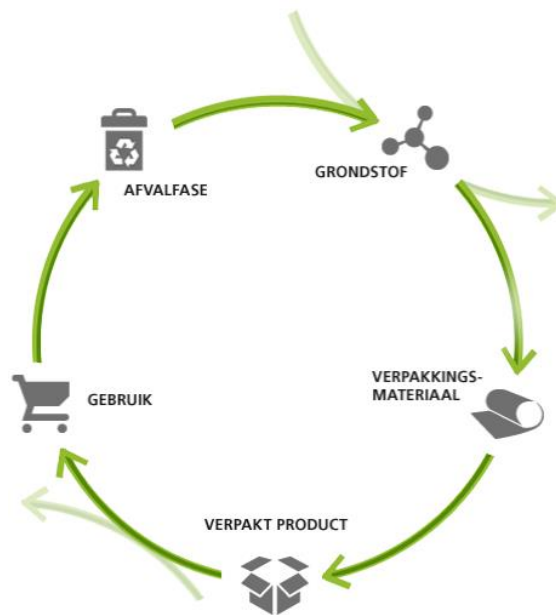 AFVALFASE
GRONDSTOF
VERPAKKINGS-
MATERIAAL
GEBRUIK
VERPAKT PRODUCT